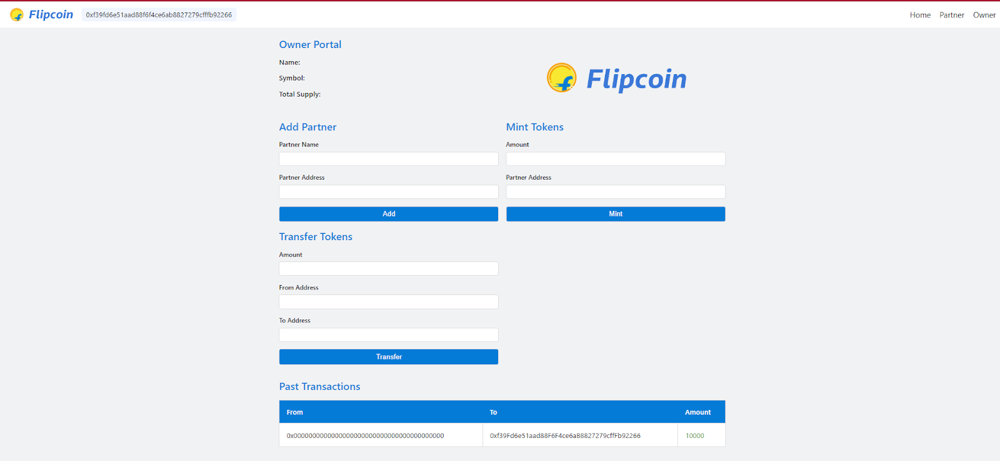 Flipcoin 0xf39fd6e51aad88f6f4ce6ab8827279cfffb92266 Home Partner Owner
Owner Portal
Name:
Symbol:
Total Supply:
Flipcoin
Add Partner
Partner Name
Partner Address
Add
Mint Tokens
Amount
Partner Address
Mint
Transfer Tokens
Amount
From Address
To Address
Transfer
Past Transactions
From To Amount
0x0000000000000000000000000000000000000000 0xf39Fd6e51aad88F6F4ce6aB8827279cffFb92266 10000